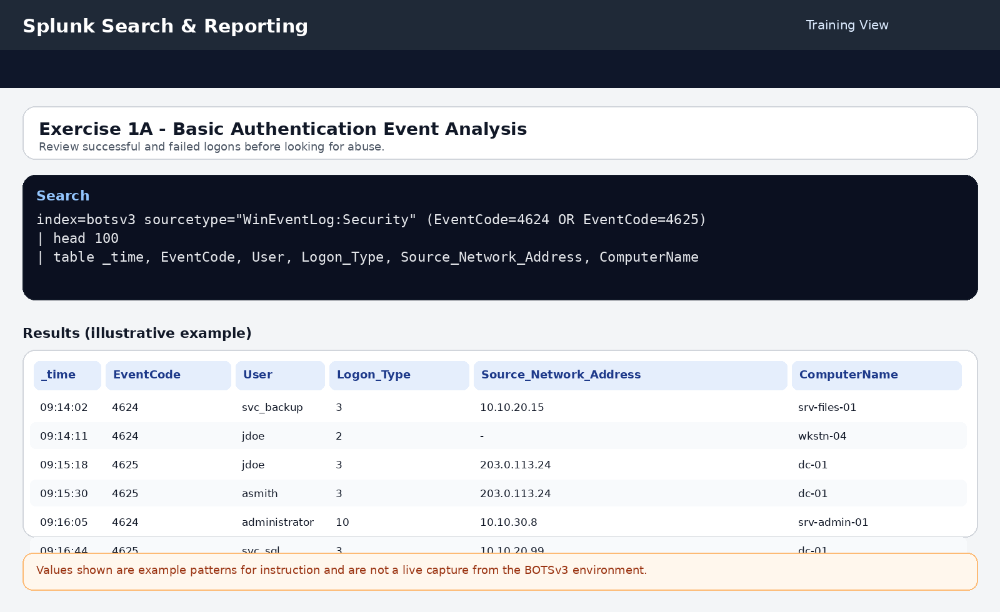 Splunk Search & Reporting
Training View
Exercise 1A - Basic Authentication Event Analysis
Review successful and failed logons before looking for abuse.
Search
index=botsv3 sourcetype="WinEventLog:Security" (EventCode=4624 OR EventCode=4625)
| head 100
| table _time, EventCode, User, Logon_Type, Source_Network_Address, ComputerName
Results (illustrative example)
_time EventCode User Logon_Type Source_Network_Address ComputerName
09:14:02 4624 svc_backup 3 10.10.20.15 srv-files-01
09:14:11 4624 jdoe 2 - wkstn-04
09:15:18 4625 jdoe 3 203.0.113.24 dc-01
09:15:30 4625 asmith 3 203.0.113.24 dc-01
09:16:05 4624 administrator 10 10.10.30.8 srv-admin-01
09:16:44 4625 svc_sql 3 10.10.20.99 dc-01
Values shown are example patterns for instruction and are not a live capture from the BOTSv3 environment.